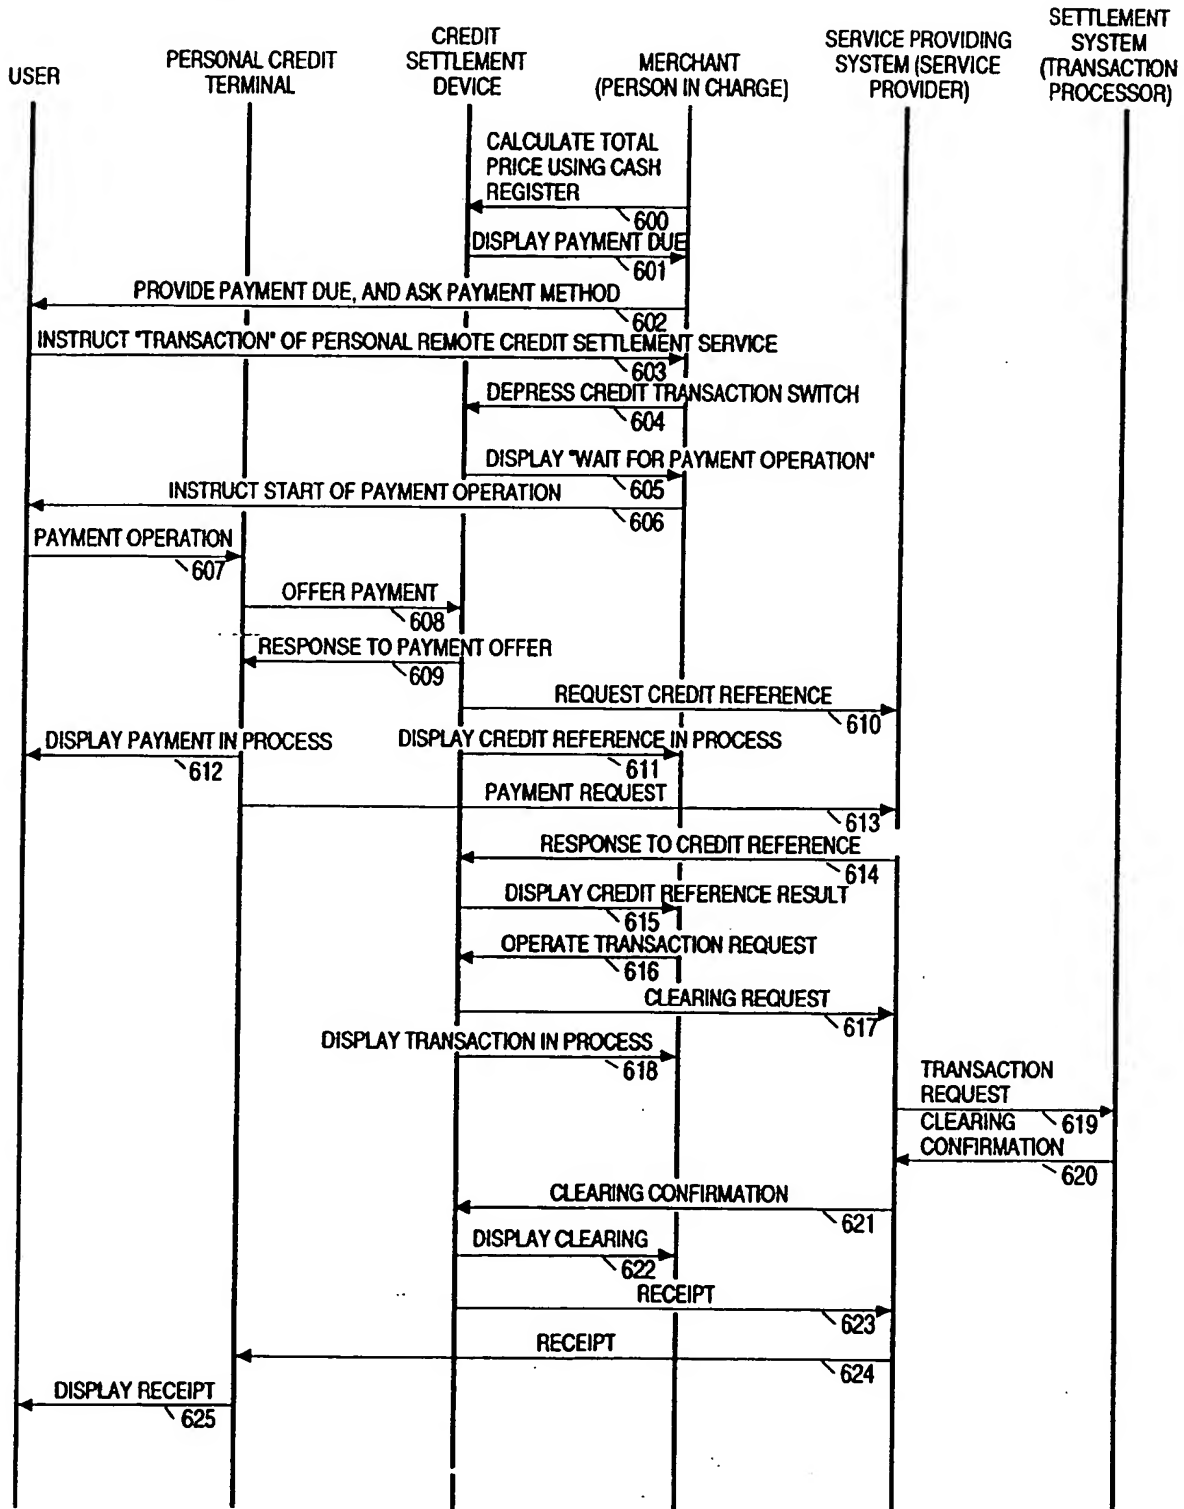 USER
PERSONAL CREDIT
TERMINAL
CREDIT
SETTLEMENT
DEVICE
MERCHANT
(PERSON IN CHARGE)
SERVICE PROVIDING
SYSTEM (SERVICE
PROVIDER)
SETTLEMENT
SYSTEM
(TRANSACTION
PROCESSOR)
CALCULATE TOTAL
PRICE USING CASH
REGISTER
600
DISPLAY PAYMENT DUE
601
PROVIDE PAYMENT DUE, AND ASK PAYMENT METHOD
602
INSTRUCT "TRANSACTION" OF PERSONAL REMOTE CREDIT SETTLEMENT SERVICE
603
DEPRESS CREDIT TRANSACTION SWITCH
604
DISPLAY "WAIT FOR PAYMENT OPERATION"
605
INSTRUCT START OF PAYMENT OPERATION
606
PAYMENT OPERATION
607
OFFER PAYMENT
608
RESPONSE TO PAYMENT OFFER
609
REQUEST CREDIT REFERENCE
610
DISPLAY PAYMENT IN PROCESS
612
DISPLAY CREDIT REFERENCE IN PROCESS
611
PAYMENT REQUEST
613
RESPONSE TO CREDIT REFERENCE
614
DISPLAY CREDIT REFERENCE RESULT
615
OPERATE TRANSACTION REQUEST
616
CLEARING REQUEST
617
DISPLAY TRANSACTION IN PROCESS
618
TRANSACTION
REQUEST
619
CLEARING
CONFIRMATION
620
CLEARING CONFIRMATION
621
DISPLAY CLEARING
622
RECEIPT
623
RECEIPT
624
DISPLAY RECEIPT
625